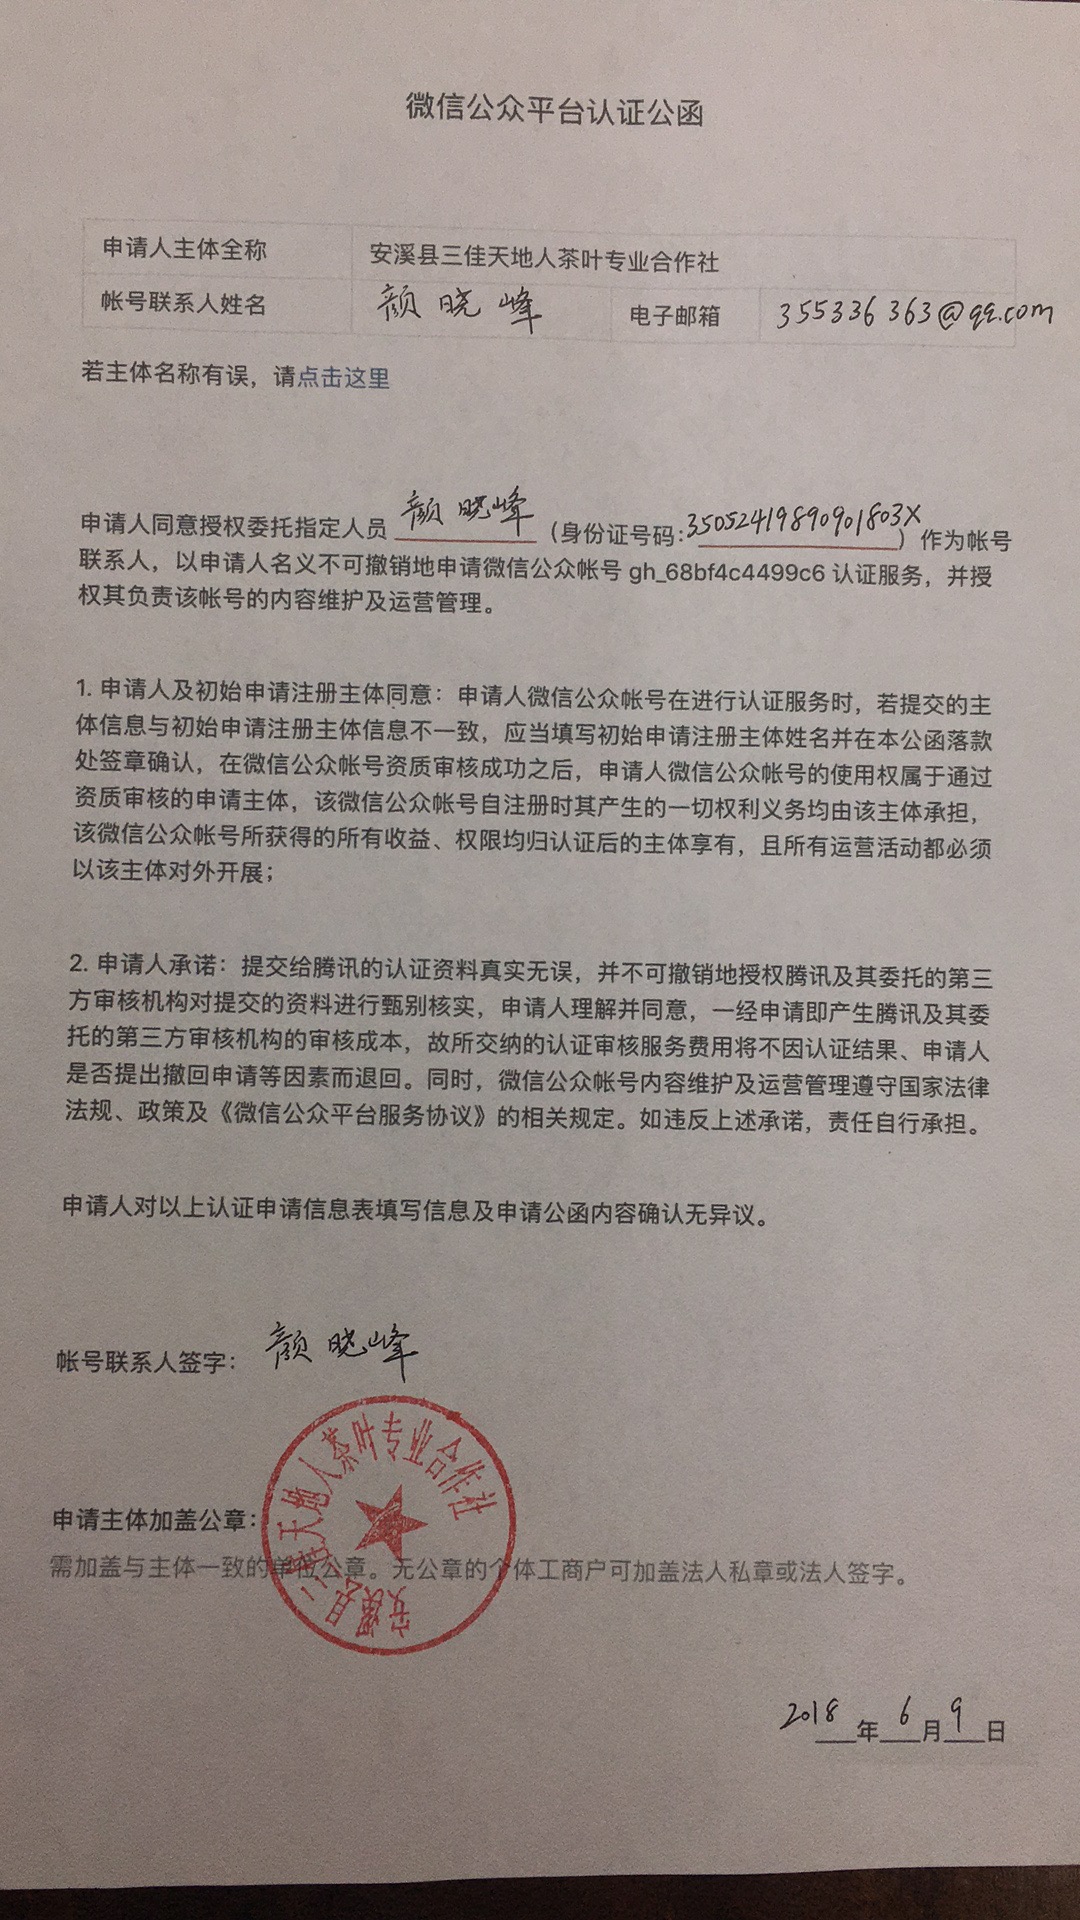 微信公众平台认证公函
申请人主体全称 安溪县三佳天地人茶叶专业合作社
帐号联系人姓名 颜晓峰 电子邮箱 355336363@qq.com
若主体名称有误，请点击这里
申请人同意授权委托指定人员 颜晓峰 （身份证号码:35052419890901803X）作为帐号
联系人，以申请人名义不可撤销地申请微信公众帐号 gh_68bf4c4499c6 认证服务，并授
权其负责该帐号的内容维护及运营管理。
1. 申请人及初始申请注册主体同意：申请人微信公众帐号在进行认证服务时，若提交的主
体信息与初始申请注册主体信息不一致，应当填写初始申请注册主体姓名并在本公函落款
处签章确认，在微信公众帐号资质审核成功之后，申请人微信公众帐号的使用权属于通过
资质审核的申请主体，该微信公众帐号自注册时其产生的一切权利义务均由该主体承担，
该微信公众帐号所获得的所有收益、权限均归认证后的主体享有，且所有运营活动都必须
以该主体对外开展；
2. 申请人承诺：提交给腾讯的认证资料真实无误，并不可撤销地授权腾讯及其委托的第三
方审核机构对提交的资料进行甄别核实，申请人理解并同意，一经申请即产生腾讯及其委
托的第三方审核机构的审核成本，故所交纳的认证审核服务费用将不因认证结果、申请人
是否提出撤回申请等因素而退回。同时，微信公众帐号内容维护及运营管理遵守国家法律
法规、政策及《微信公众平台服务协议》的相关规定。如违反上述承诺，责任自行承担。
申请人对以上认证申请信息表填写信息及申请公函内容确认无异议。
帐号联系人签字： 颜晓峰
安溪县三佳天地人茶叶专业合作社
申请主体加盖公章：
需加盖与主体一致的单位公章。无公章的个体工商户可加盖法人私章或法人签字。
2018年6月9日